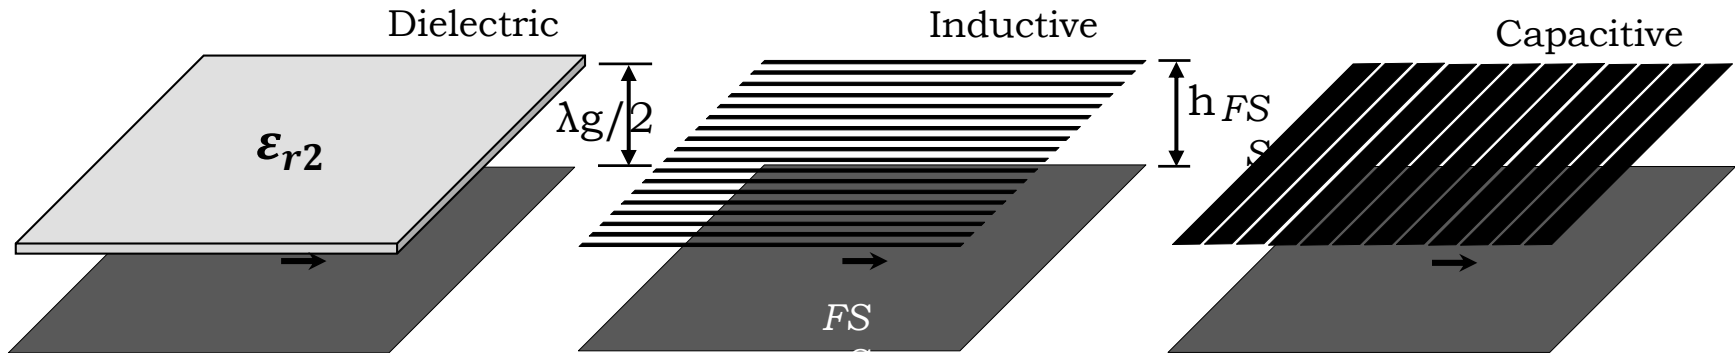 Dielectric
Inductive
Capacitive
εr2
λg/2
h FS
S
FS